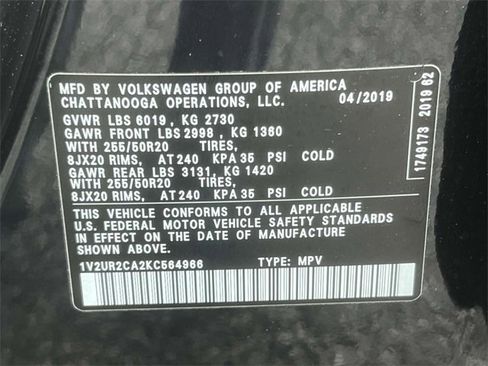 MFD BY VOLKSWAGEN GROUP OF AMERICA
CHATTANOOGA OPERATIONS, LLC. 04/2019
GVWR LBS 6019 , KG 2730
GAWR FRONT LBS 2998 , KG 1360
WITH 255/50R20 TIRES,
8JX20 RIMS, AT 240 KPA 35 PSI COLD
GAWR REAR LBS 3131, KG 1420
WITH 255/50R20 TIRES,
8JX20 RIMS, AT 240 KPA 35 PSI COLD
THIS VEHICLE CONFORMS TO ALL APPLICABLE
U.S. FEDERAL MOTOR VEHICLE SAFETY STANDARDS
IN EFFECT ON THE DATE OF MANUFACTURE
SHOWN ABOVE.
1V2UR2CA2KC564966 TYPE: MPV
1749173 2019 62